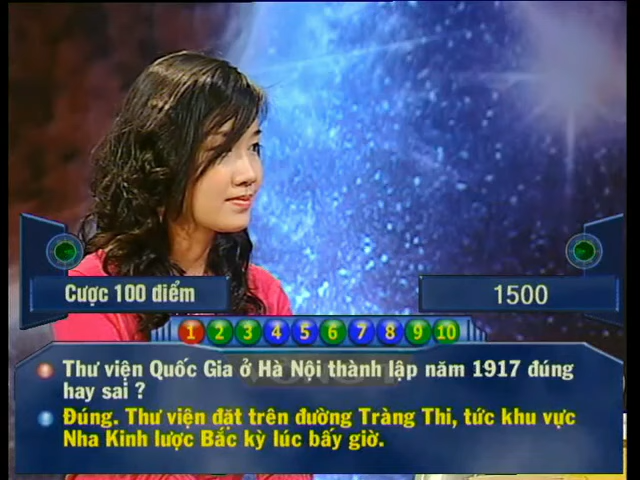 Cược 100 điểm
1500
1 2 3 4 5 6 7 8 9 10
Thư viện Quốc Gia ở Hà Nội thành lập năm 1917 đúng
hay sai ?
Đúng. Thư viện đặt trên đường Tràng Thi, tức khu vực
Nha Kinh lược Bắc kỳ lúc bấy giờ.